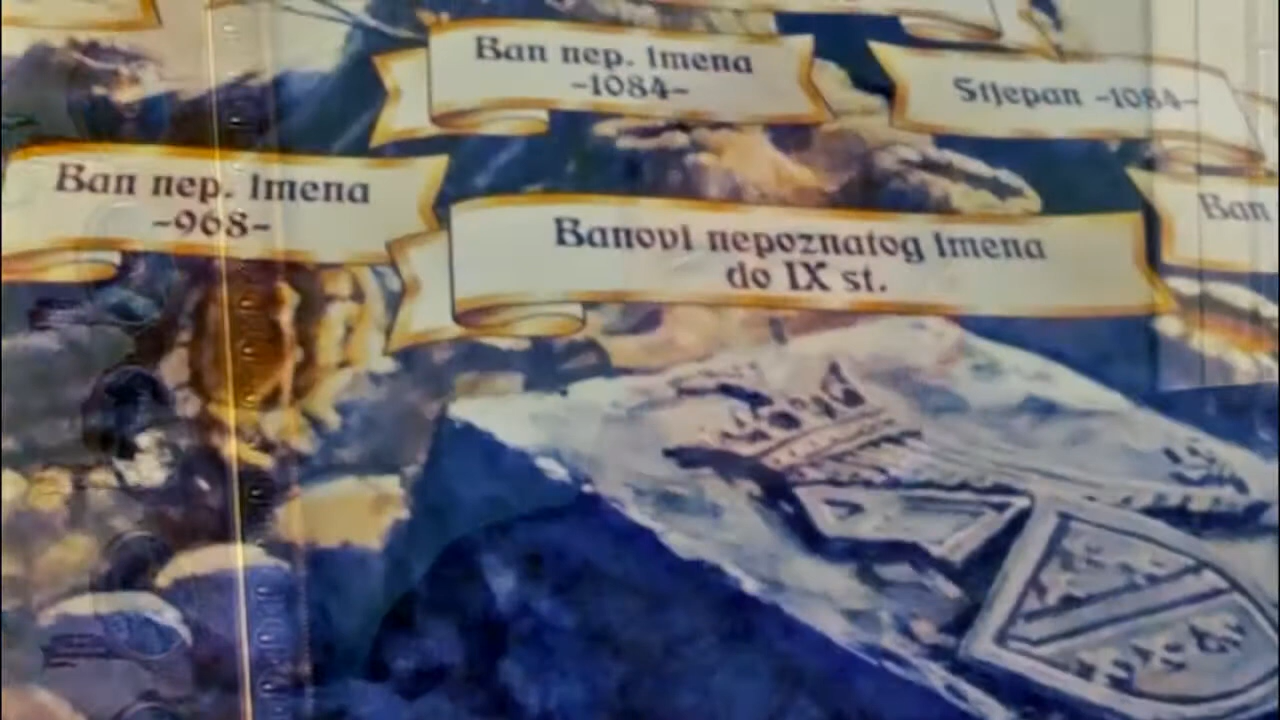 Ban nep. Imena
-1084-
Stjepan -1084-
Ban nep. Imena
-968-
Banovi nepoznatog Imena
do IX st.
Ban